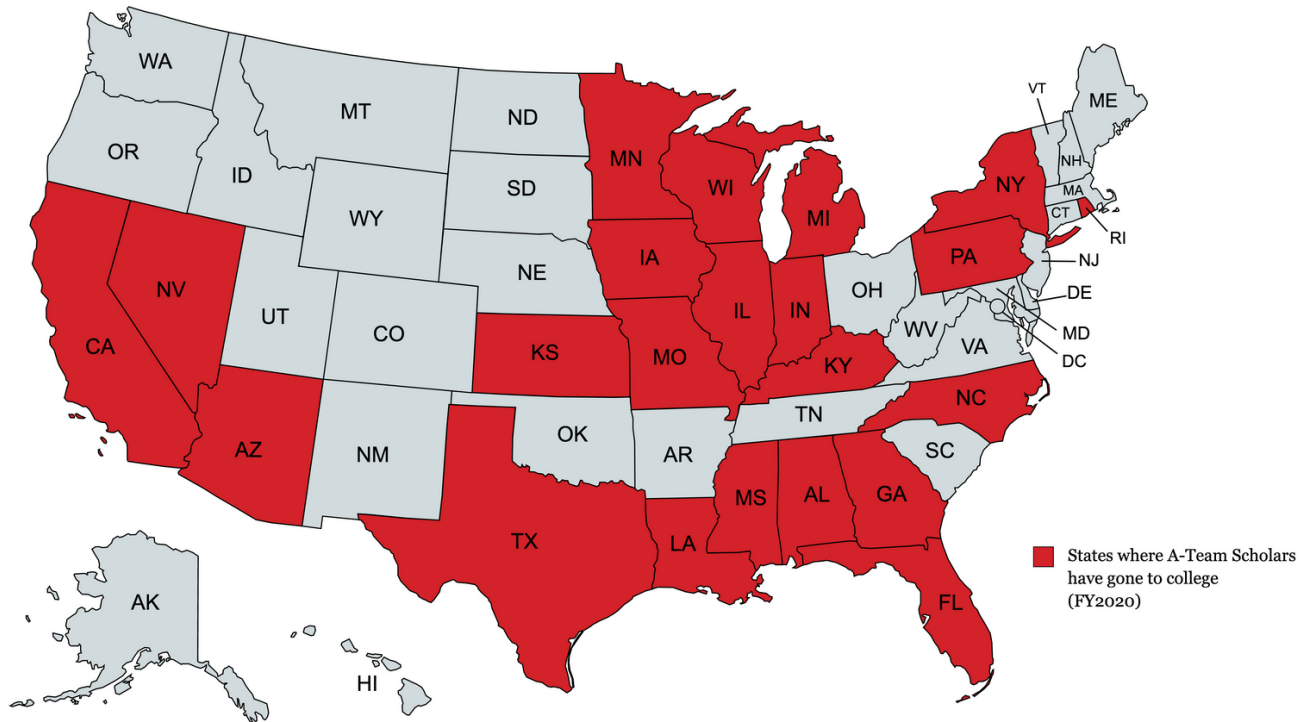 WA
MT
ND
MN
VT
ME
OR
ID
SD
WI
NH
NY
MA
WY
MI
CT
RI
IA
PA
NJ
NE
NV
OH
DE
UT
IL
IN
CO
WV
MD
CA
KS
MO
VA
DC
KY
NC
TN
AZ
NM
OK
AR
SC
MS
AL
GA
TX
LA
States where A-Team Scholars
have gone to college
(FY2020)
AK
FL
HI